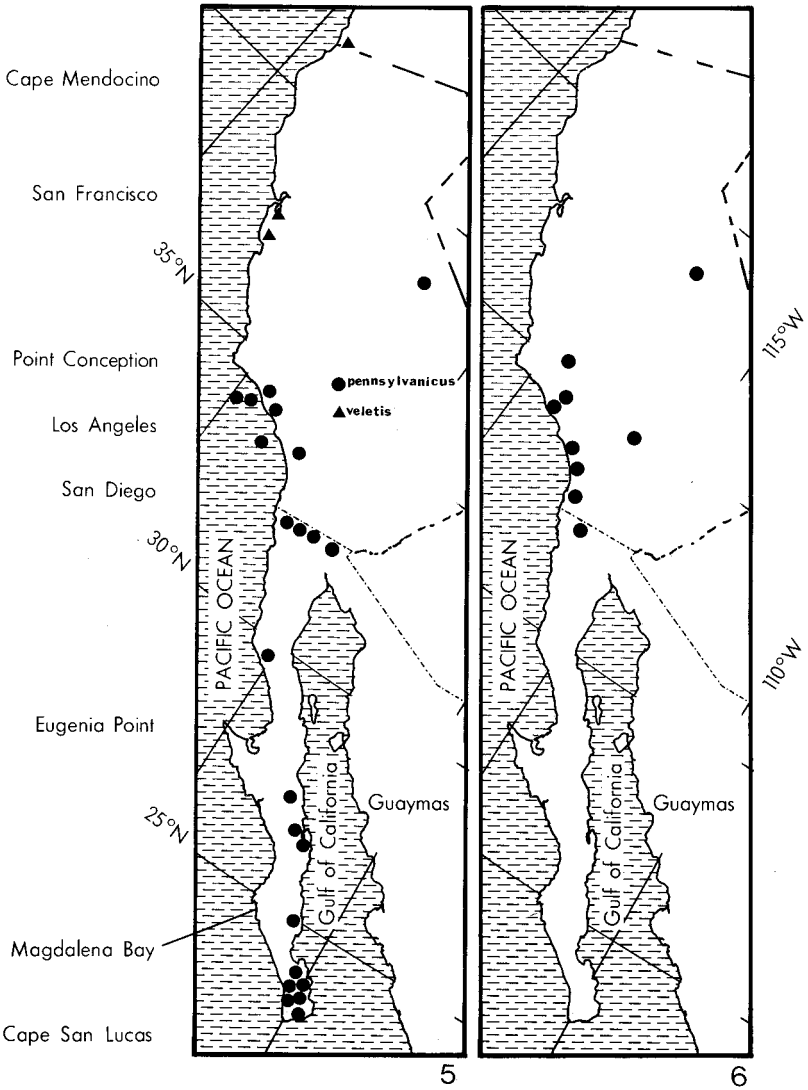 Cape Mendocino
San Francisco
35°N
Point Conception
Los Angeles
San Diego
30°N
Eugenia Point
25°N
Magdalena Bay
Cape San Lucas
pennsylvanicus
veletis
PACIFIC OCEAN
Gulf of California
Guaymas
5
PACIFIC OCEAN
Gulf of California
Guaymas
115°W
110°W
6